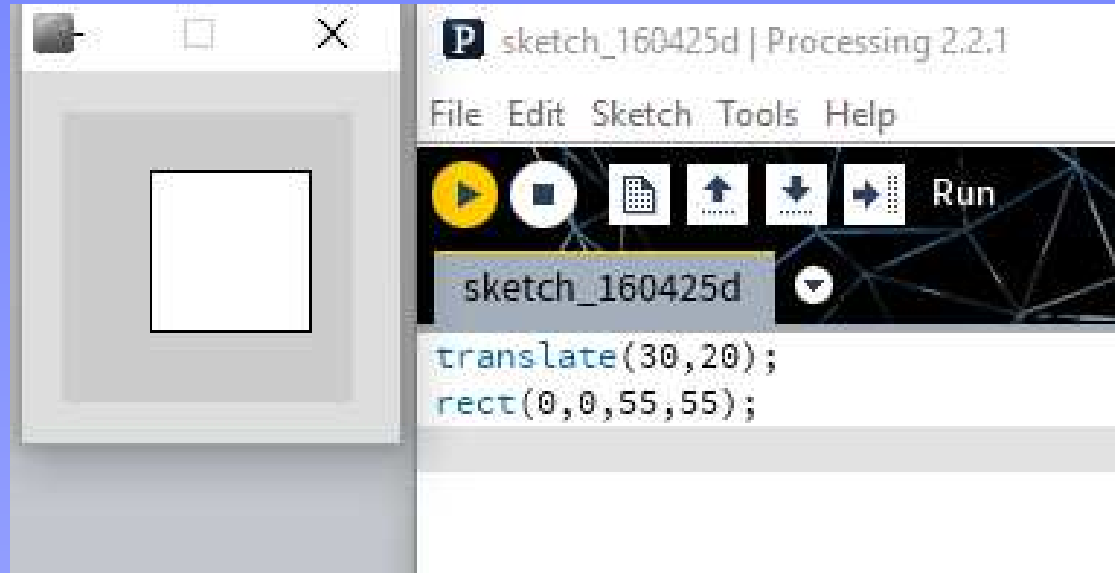 P sketch_160425d | Processing 2.2.1
File Edit Sketch Tools Help
Run
sketch_160425d
translate(30,20);
rect(0,0,55,55);